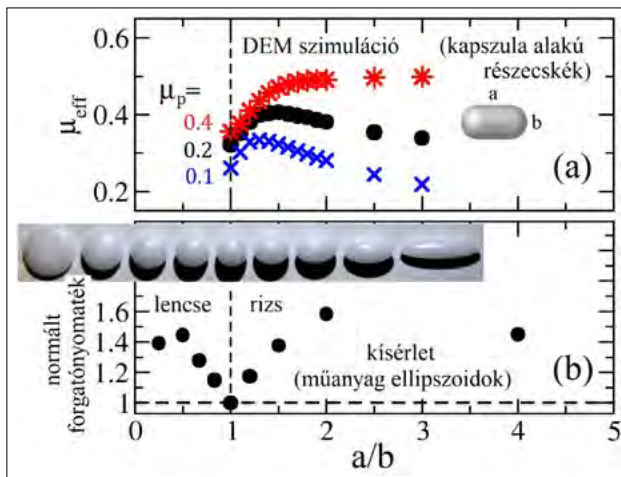 0.6
DEM szimuláció
(kapszula alakú
részecskék)
μp=
a
b
μeff
0.4
0.4
0.2
0.1
0.2
(a)
lencse
rizs
1.6
1.4
1.2
1
normált
forgatónyomaték
kísérlet
(műanyag ellipszoidok)
(b)
0 1 2 3 4 5
a/b